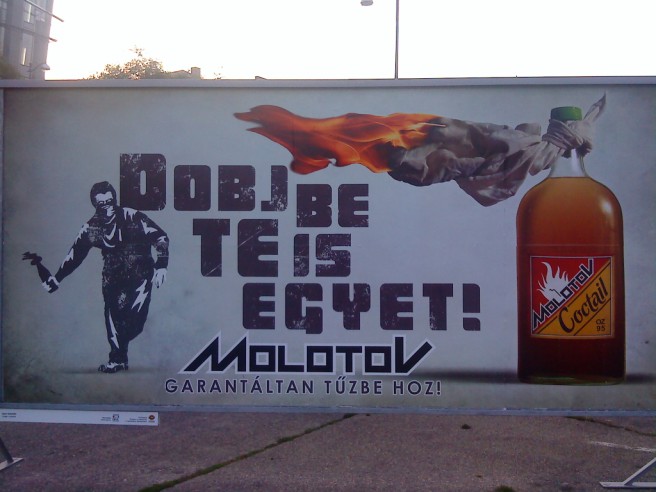 DOBJ BE
TE IS
EGYET!
MOLOTOV
GARANTÁLTAN TŰZBE HOZ!
MOLOTOV
Coctail